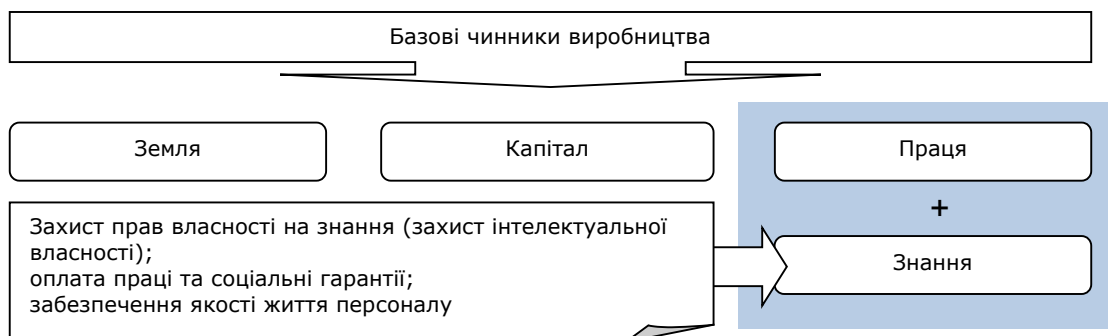 Базові чинники виробництва
Земля
Капітал
Праця
+
Захист прав власності на знання (захист інтелектуальної
власності);
оплата праці та соціальні гарантії;
забезпечення якості життя персоналу
Знання